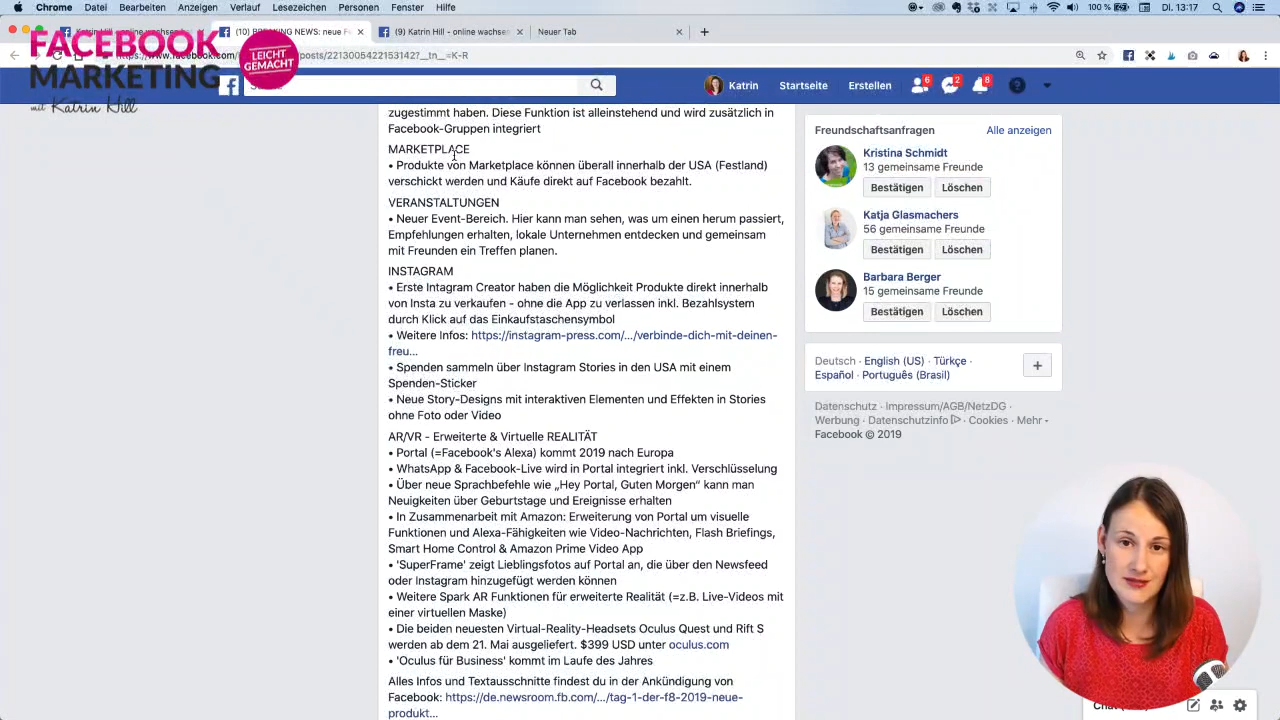 Chrome Datei Bearbeiten Anzeige Verlauf Lesezeichen Personen Fenster Hilfe
Di. 13:17
(10) BREAKING NEWS: neue F
(9) Katrin Hill - online wachsen
Neuer Tab
FACEBOOK
MARKETING
mit Katrin Hill
LEICHT
GEMACHT
posts/2213005422153142?__tn__=K-R
Katrin Startseite Erstellen 6 2 8
zugestimmt haben. Diese Funktion ist alleinstehend und wird zusätzlich in
Facebook-Gruppen integriert
MARKETPLACE
• Produkte von Marketplace können überall innerhalb der USA (Festland)
verschickt werden und Käufe direkt auf Facebook bezahlt.
VERANSTALTUNGEN
• Neuer Event-Bereich. Hier kann man sehen, was um einen herum passiert,
Empfehlungen erhalten, lokale Unternehmen entdecken und gemeinsam
mit Freunden ein Treffen planen.
INSTAGRAM
• Erste Intagram Creator haben die Möglichkeit Produkte direkt innerhalb
von Insta zu verkaufen - ohne die App zu verlassen inkl. Bezahlsystem
durch Klick auf das Einkaufstaschensymbol
• Weitere Infos: https://instagram-press.com/.../verbinde-dich-mit-deinen-
freu...
• Spenden sammeln über Instagram Stories in den USA mit einem
Spenden-Sticker
• Neue Story-Designs mit interaktiven Elementen und Effekten in Stories
ohne Foto oder Video
AR/VR - Erweiterte & Virtuelle REALITÄT
• Portal (=Facebook's Alexa) kommt 2019 nach Europa
• WhatsApp & Facebook-Live wird in Portal integriert inkl. Verschlüsselung
• Über neue Sprachbefehle wie „Hey Portal, Guten Morgen“ kann man
Neuigkeiten über Geburtstage und Ereignisse erhalten
• In Zusammenarbeit mit Amazon: Erweiterung von Portal um visuelle
Funktionen und Alexa-Fähigkeiten wie Video-Nachrichten, Flash Briefings,
Smart Home Control & Amazon Prime Video App
• 'SuperFrame' zeigt Lieblingsfotos auf Portal an, die über den Newsfeed
oder Instagram hinzugefügt werden können
• Weitere Spark AR Funktionen für erweiterte Realität (=z.B. Live-Videos mit
einer virtuellen Maske)
• Die beiden neuesten Virtual-Reality-Headsets Oculus Quest und Rift S
werden ab dem 21. Mai ausgeliefert. $399 USD unter oculus.com
• 'Oculus für Business' kommt im Laufe des Jahres
Alles Infos und Textausschnitte findest du in der Ankündigung von
Facebook: https://de.newsroom.fb.com/.../tag-1-der-f8-2019-neue-
produkt...
Freundschaftsanfragen Alle anzeigen
Kristina Schmidt
13 gemeinsame Freunde
Bestätigen Löschen
Katja Glasmachers
56 gemeinsame Freunde
Bestätigen Löschen
Barbara Berger
15 gemeinsame Freunde
Bestätigen Löschen
Deutsch · English (US) · Türkçe ·
Español · Português (Brasil)
Datenschutz · Impressum/AGB/NetzDG ·
Werbung · Datenschutzinfo · Cookies · Mehr
Facebook © 2019